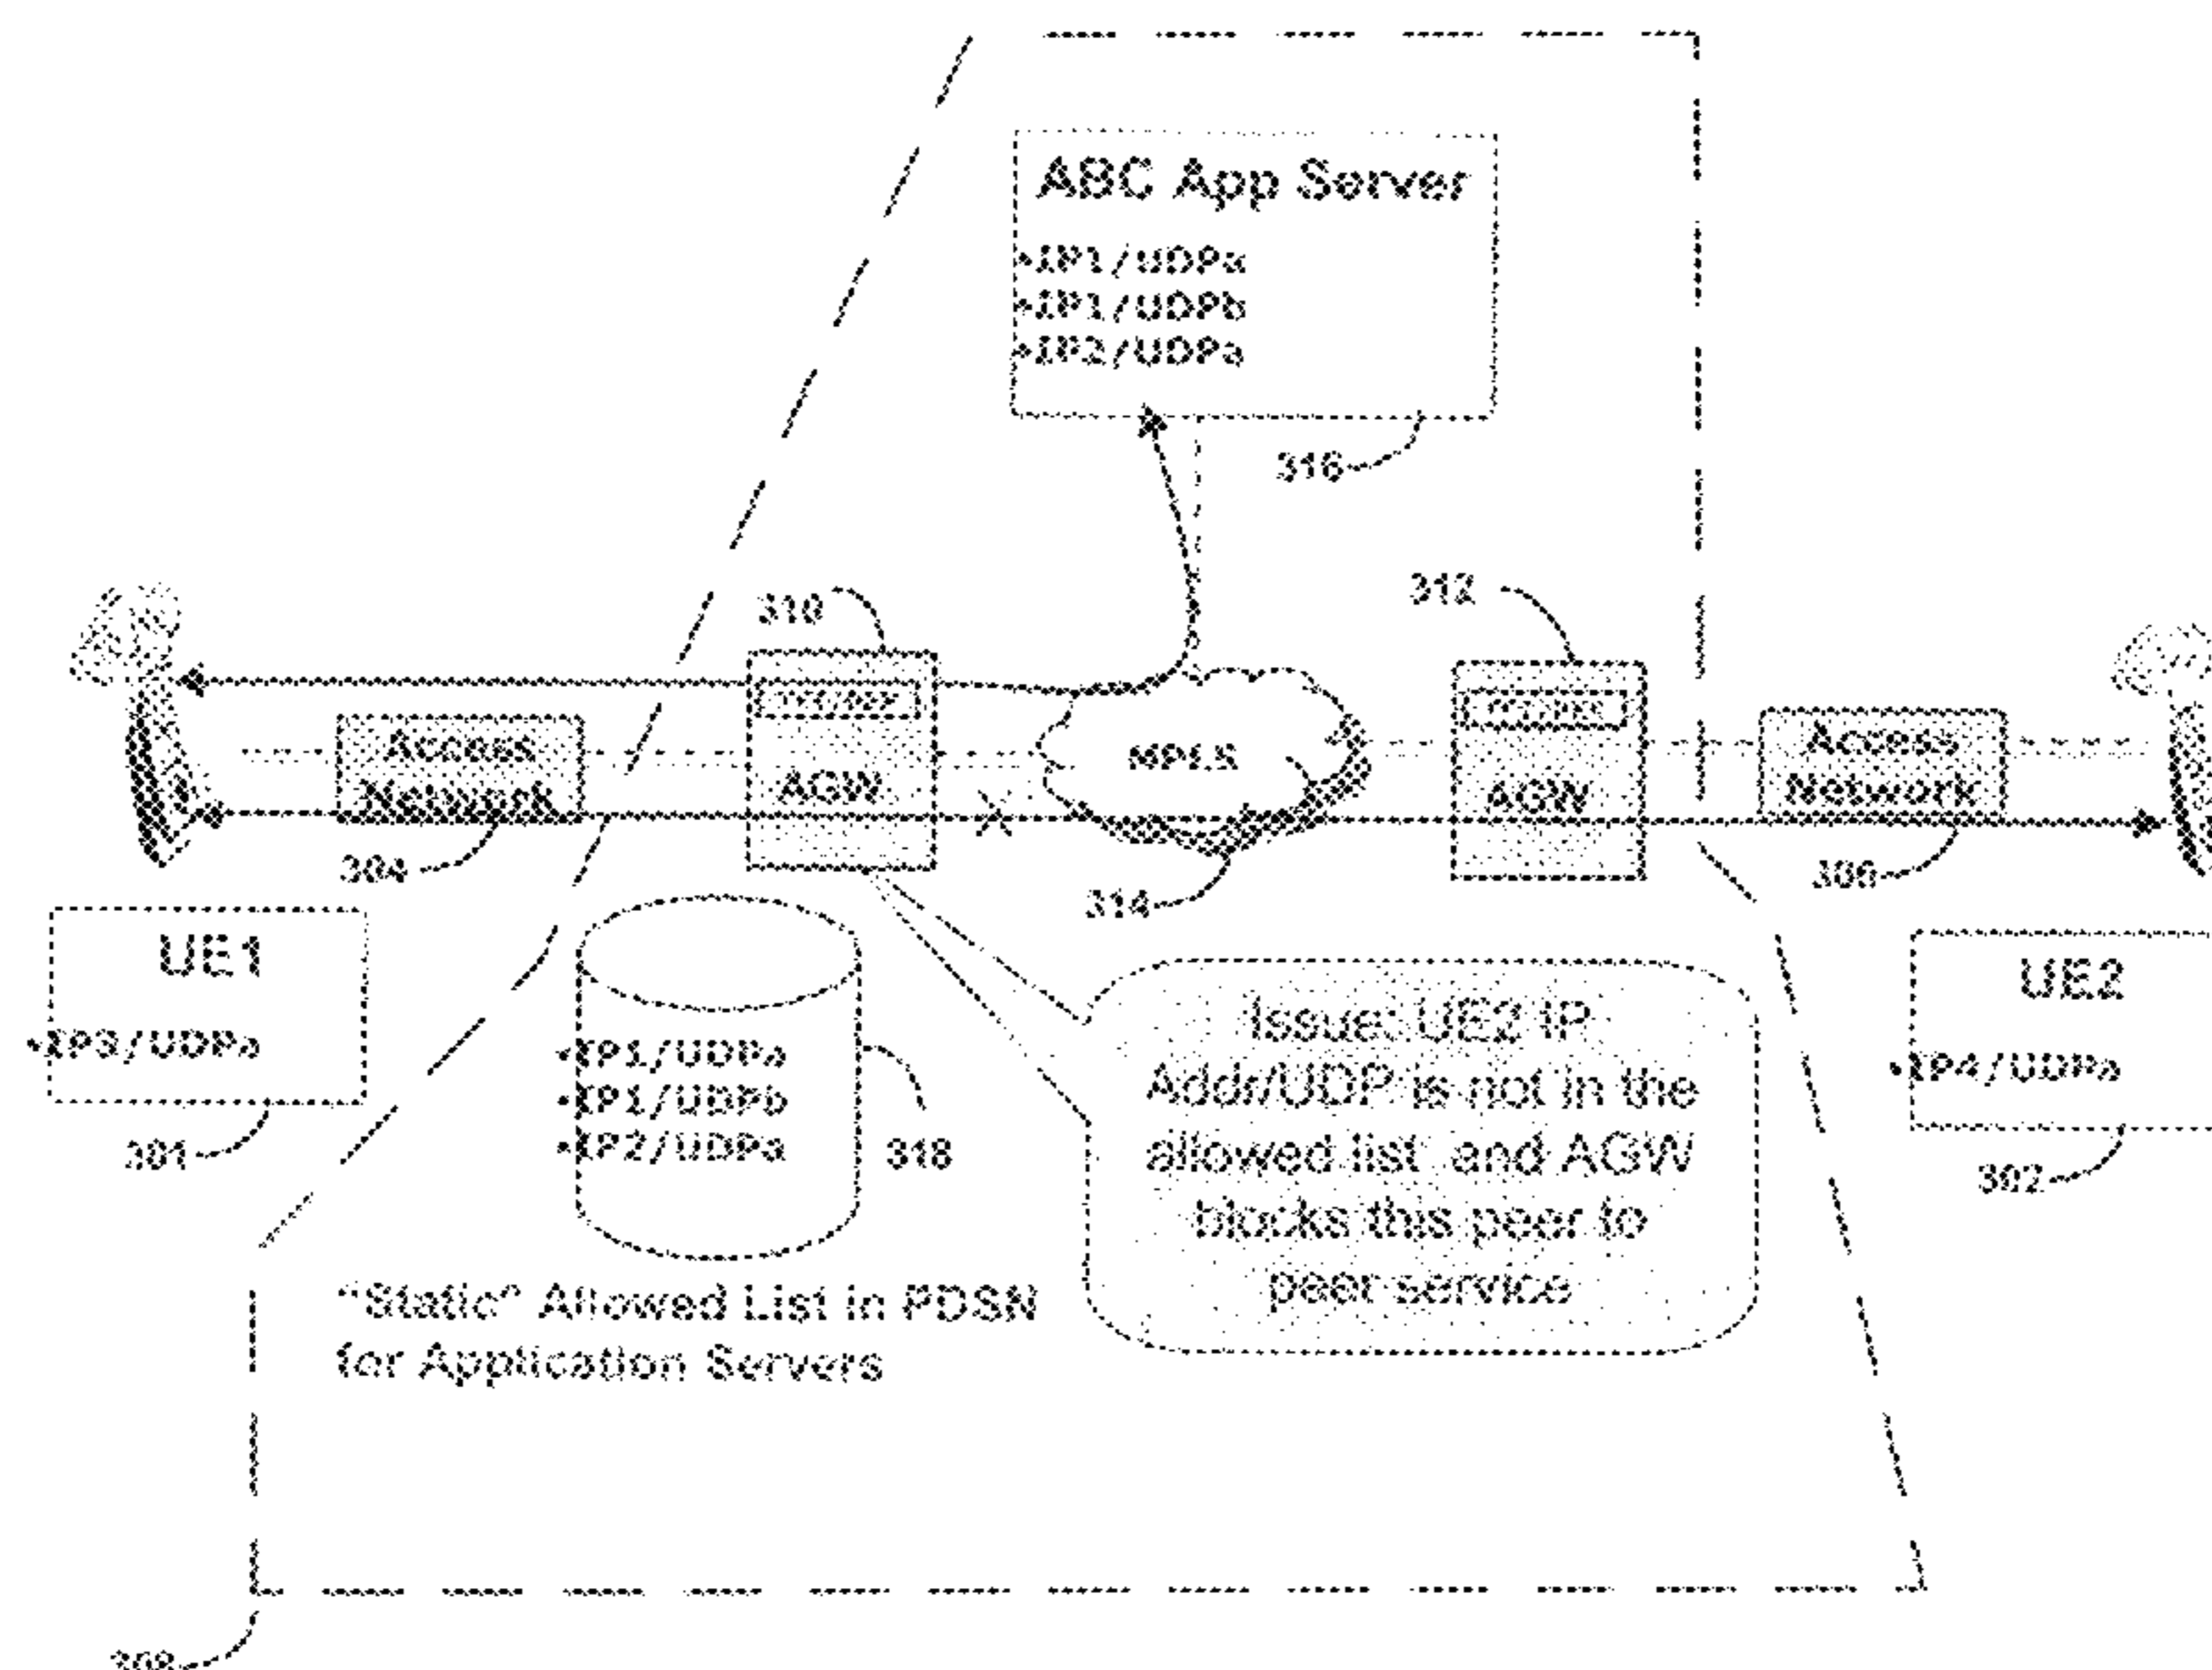 ABC App Server
•IP1/UDPa
•IP1/UDPb
•IP2/UDPa
316
310
312
Access
Network
AGW
MPLS
AGW
Access
Network
304
314
306
UE1
•IP3/UDPa
301
•IP1/UDPa
•IP1/UDPb
•IP2/UDPa
318
"Static" Allowed List in PDSN
for Application Servers
Issue: UE2 IP
Addr/UDP is not in the
allowed list and AGW
blocks this peer to
peer service
UE2
•IP4/UDPa
302
308